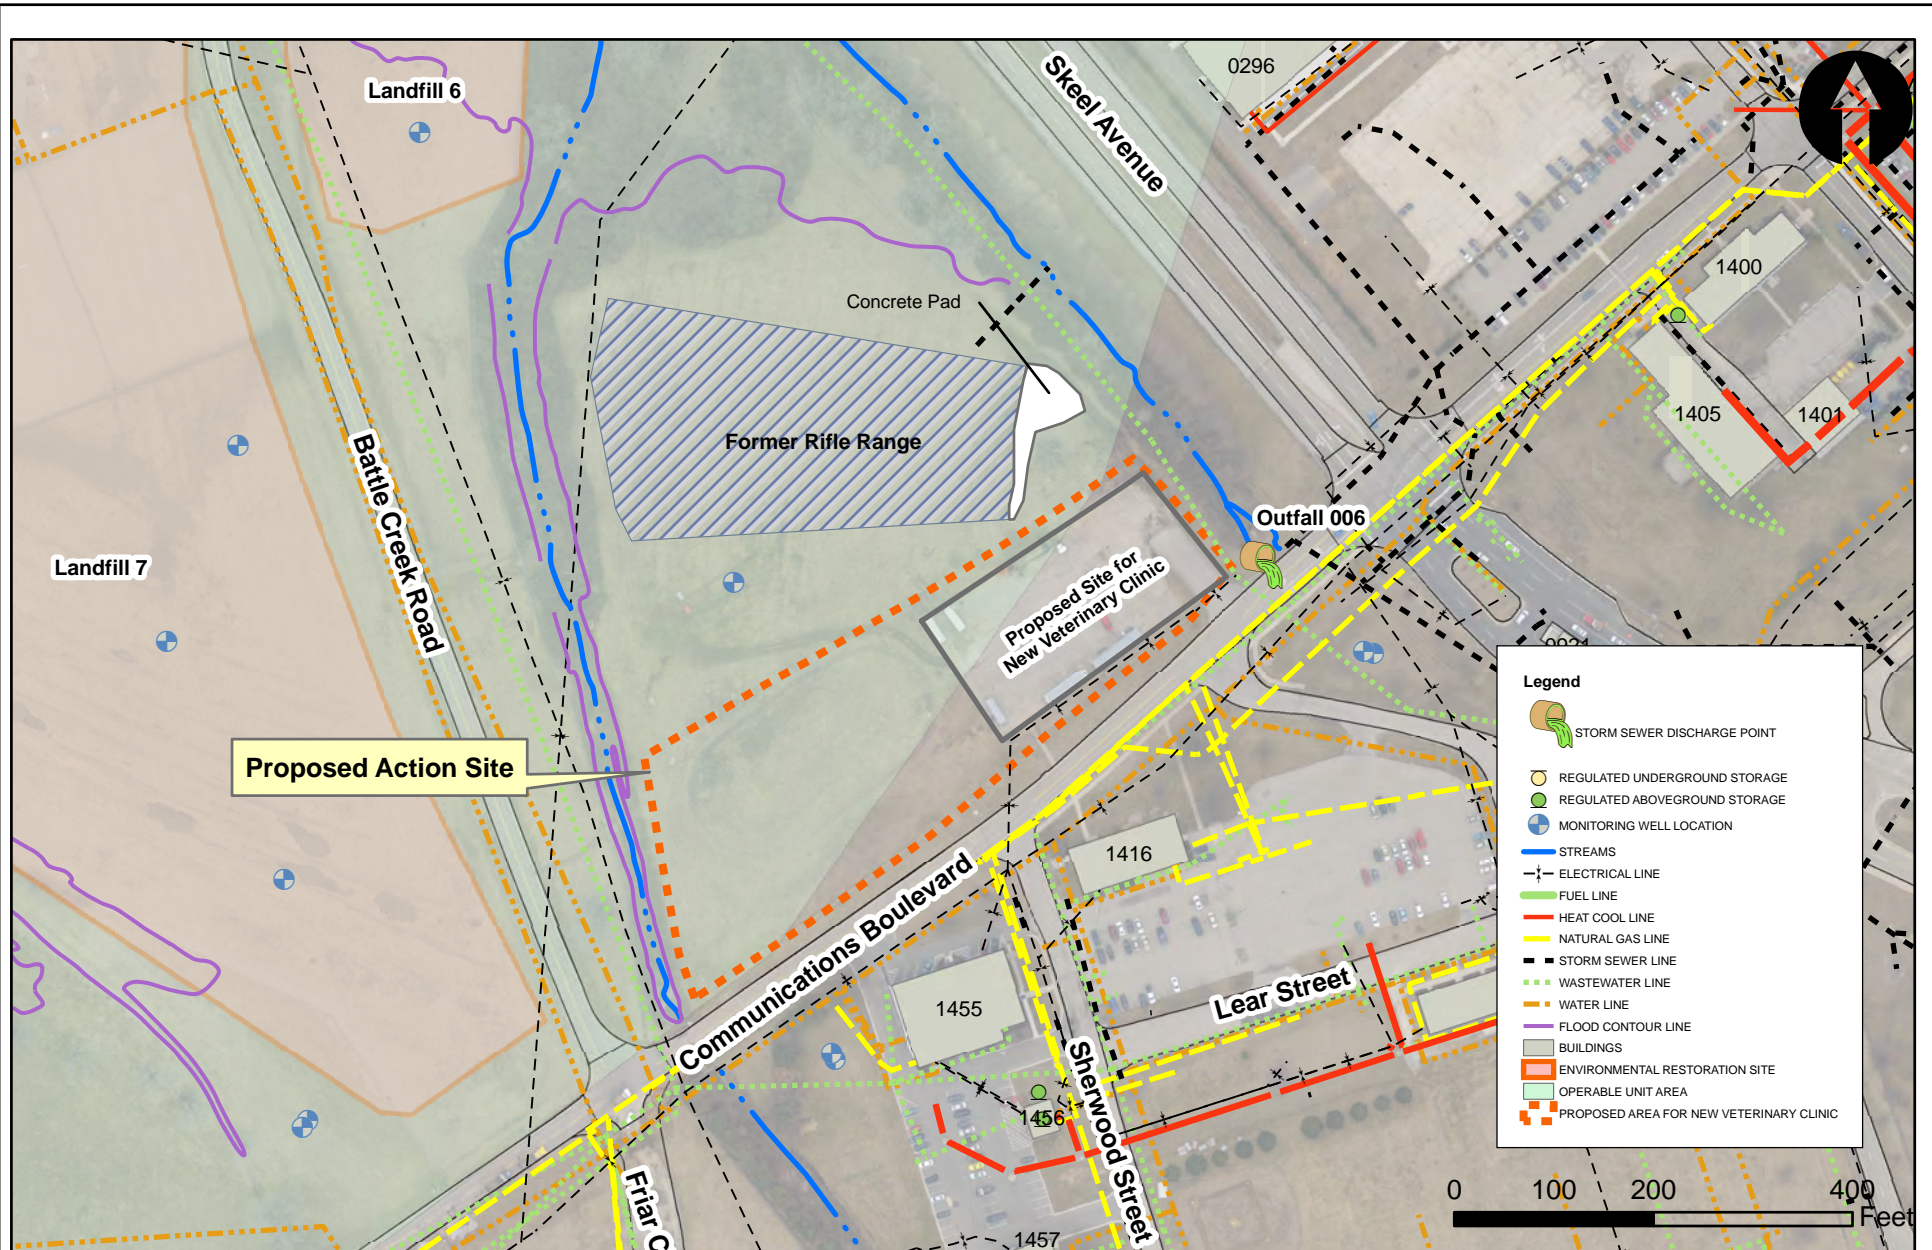 Landfill 6
Skeel Avenue
0296
1400
Concrete Pad
1405
1401
Former Rifle Range
Battle Creek Road
Outfall 006
Landfill 7
Proposed Site for
New Veterinary Clinic
Proposed Action Site
1416
Communications Boulevard
1455
Lear Street
Sherwood Street
1456
Friar C
1457
Legend
STORM SEWER DISCHARGE POINT
REGULATED UNDERGROUND STORAGE
REGULATED ABOVEGROUND STORAGE
MONITORING WELL LOCATION
STREAMS
ELECTRICAL LINE
FUEL LINE
HEAT COOL LINE
NATURAL GAS LINE
STORM SEWER LINE
WASTEWATER LINE
WATER LINE
FLOOD CONTOUR LINE
BUILDINGS
ENVIRONMENTAL RESTORATION SITE
OPERABLE UNIT AREA
PROPOSED AREA FOR NEW VETERINARY CLINIC
0 100 200 400
Feet